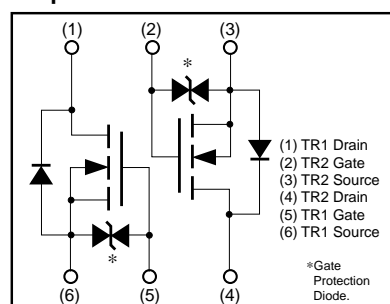 (1) (2) (3)
*
(1) TR1 Drain
(2) TR2 Gate
(3) TR2 Source
(4) TR2 Drain
(5) TR1 Gate
(6) TR1 Source
*
(6) (5) (4)
*Gate
Protection
Diode.